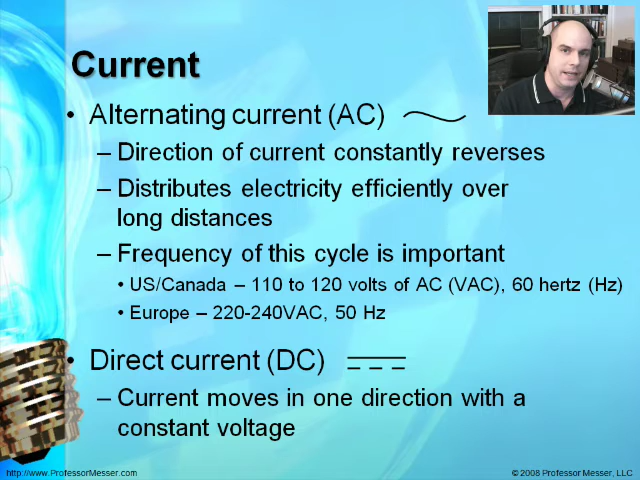 Current
• Alternating current (AC)
– Direction of current constantly reverses
– Distributes electricity efficiently over
long distances
– Frequency of this cycle is important
• US/Canada – 110 to 120 volts of AC (VAC), 60 hertz (Hz)
• Europe – 220-240VAC, 50 Hz
• Direct current (DC)
– Current moves in one direction with a
constant voltage
http://www.ProfessorMesser.com
© 2008 Professor Messer, LLC